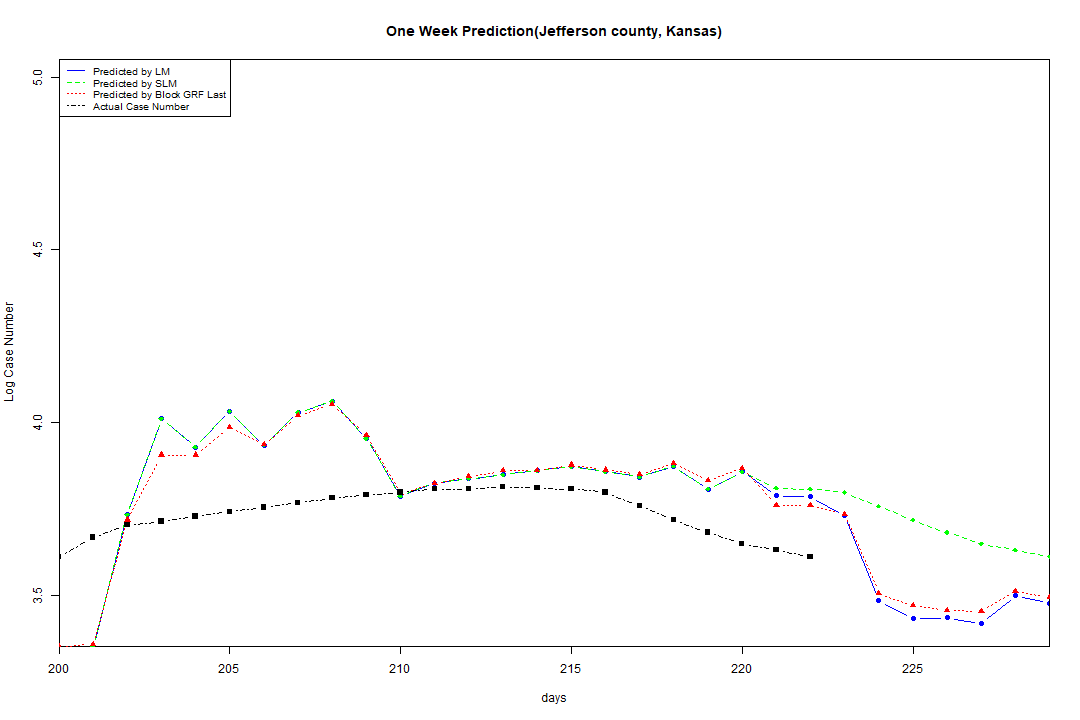 One Week Prediction(Jefferson county, Kansas)
Predicted by LM
Predicted by SLM
Predicted by Block GRF Last
Actual Case Number
5.0
4.5
4.0
3.5
Log Case Number
200 205 210 215 220 225
days